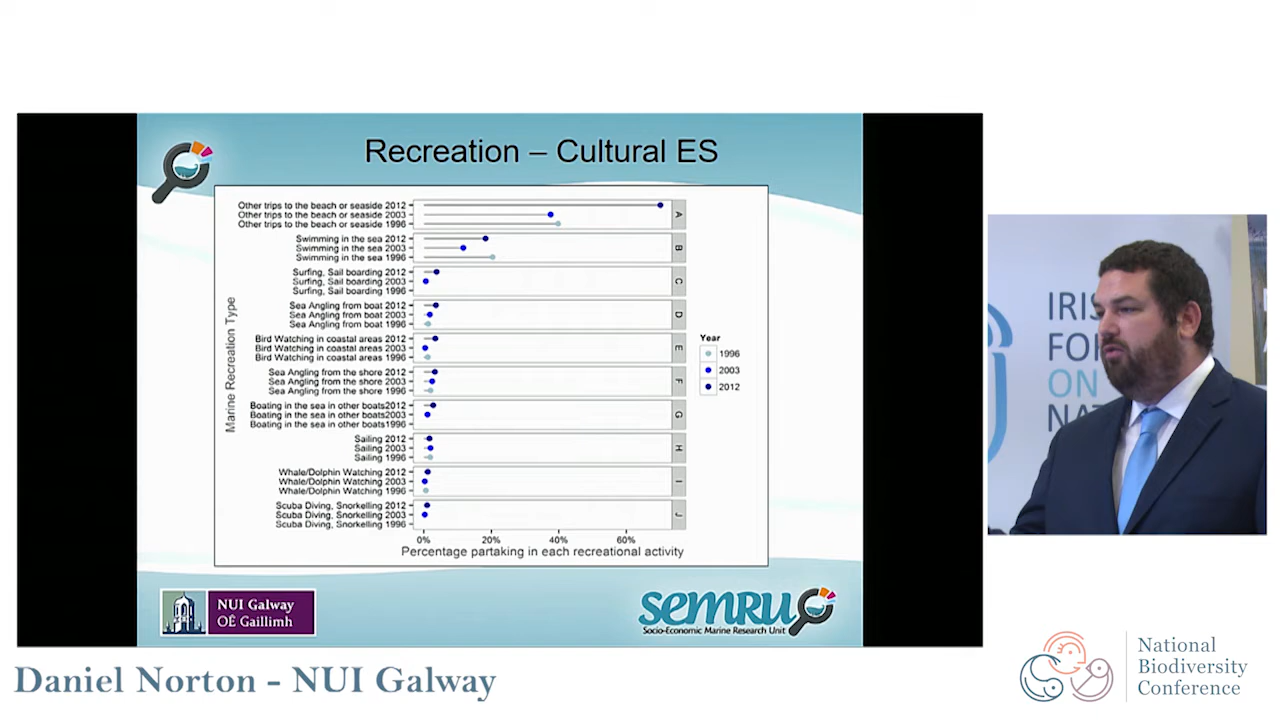 Recreation – Cultural ES
Marine Recreation Type
Other trips to the beach or seaside 2012
Other trips to the beach or seaside 2003
Other trips to the beach or seaside 1996
A
Swimming in the sea 2012
Swimming in the sea 2003
Swimming in the sea 1996
B
Surfing, Sail boarding 2012
Surfing, Sail boarding 2003
Surfing, Sail boarding 1996
C
Sea Angling from boat 2012
Sea Angling from boat 2003
Sea Angling from boat 1996
D
Bird Watching in coastal areas 2012
Bird Watching in coastal areas 2003
Bird Watching in coastal areas 1996
E
Sea Angling from the shore 2012
Sea Angling from the shore 2003
Sea Angling from the shore 1996
F
Boating in the sea in other boats2012
Boating in the sea in other boats2003
Boating in the sea in other boats1996
G
Sailing 2012
Sailing 2003
Sailing 1996
H
Whale/Dolphin Watching 2012
Whale/Dolphin Watching 2003
Whale/Dolphin Watching 1996
I
Scuba Diving, Snorkelling 2012
Scuba Diving, Snorkelling 2003
Scuba Diving, Snorkelling 1996
J
0% 20% 40% 60%
Percentage partaking in each recreational activity
Year
1996
2003
2012
NUI Galway
OÉ Gaillimh
SEMRU
Socio-Economic Marine Research Unit
ON
Daniel Norton - NUI Galway
National
Biodiversity
Conference